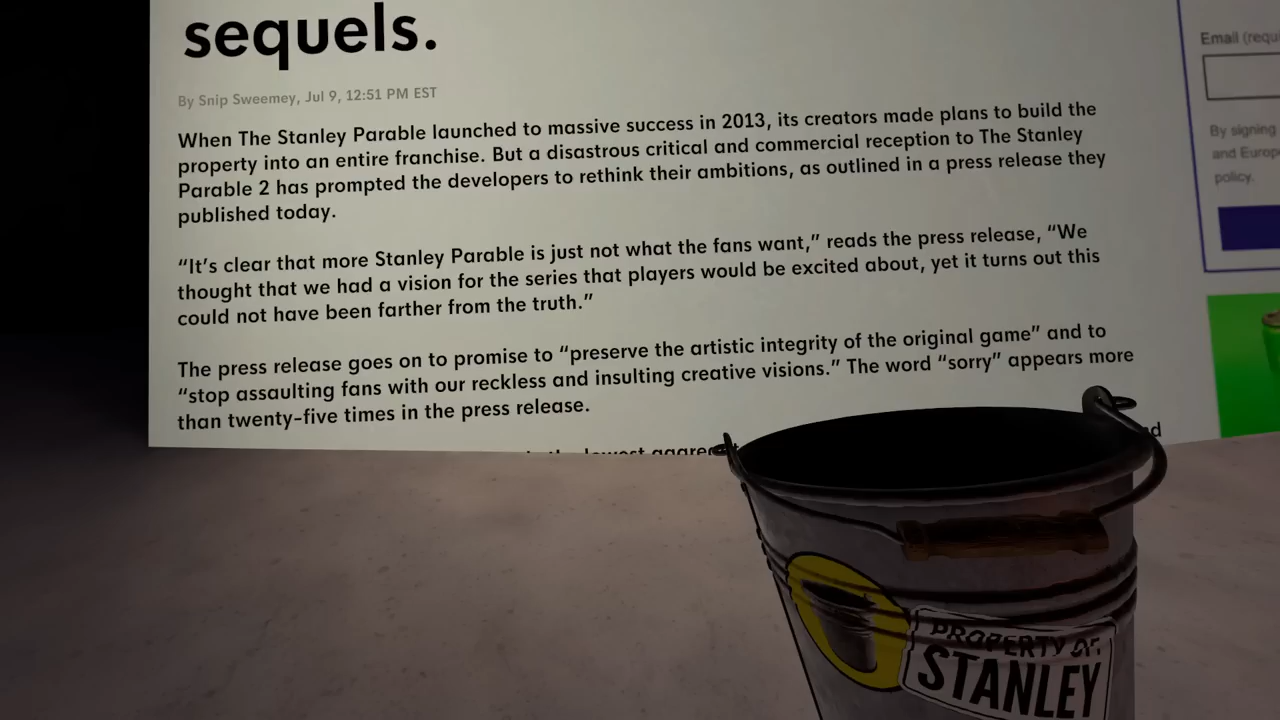 sequels.
By Snip Sweemey, Jul 9, 12:51 PM EST
When The Stanley Parable launched to massive success in 2013, its creators made plans to build the
property into an entire franchise. But a disastrous critical and commercial reception to The Stanley
Parable 2 has prompted the developers to rethink their ambitions, as outlined in a press release they
published today.
“It’s clear that more Stanley Parable is just not what the fans want,” reads the press release, “We
thought that we had a vision for the series that players would be excited about, yet it turns out this
could not have been farther from the truth.”
The press release goes on to promise to “preserve the artistic integrity of the original game” and to
“stop assaulting fans with our reckless and insulting creative visions.” The word “sorry” appears more
than twenty-five times in the press release.
Email
By signing
and
policy.
PROPERTY OF:
STANLEY